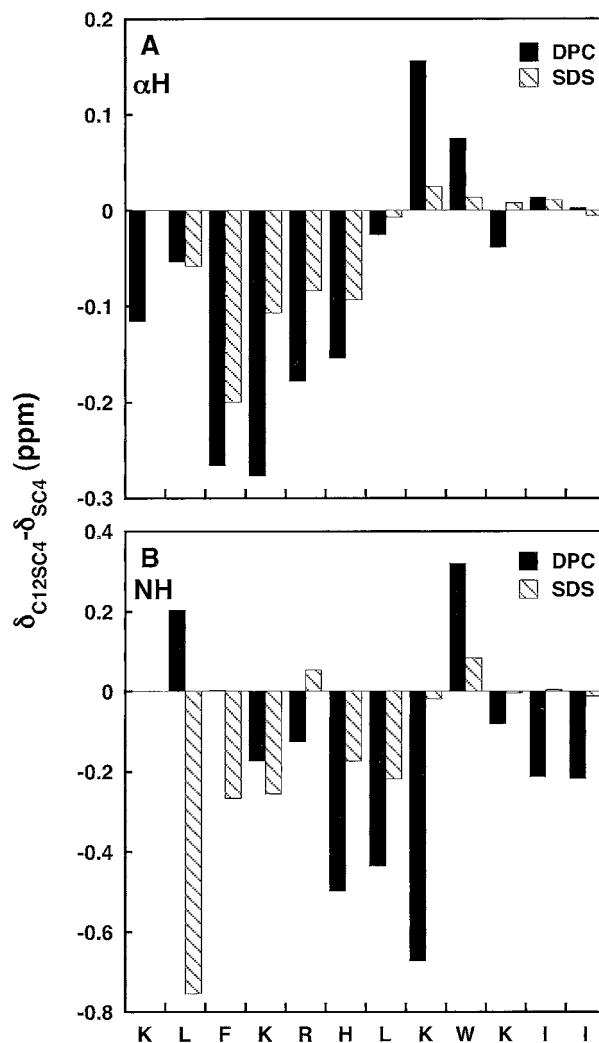 A
αH
DPC
SDS
0.2
0.1
0
-0.1
-0.2
-0.3
δC12SC4-δSC4 (ppm)
B
NH
DPC
SDS
0.4
0.2
0
-0.2
-0.4
-0.6
-0.8
K L F K R H L K W K I I